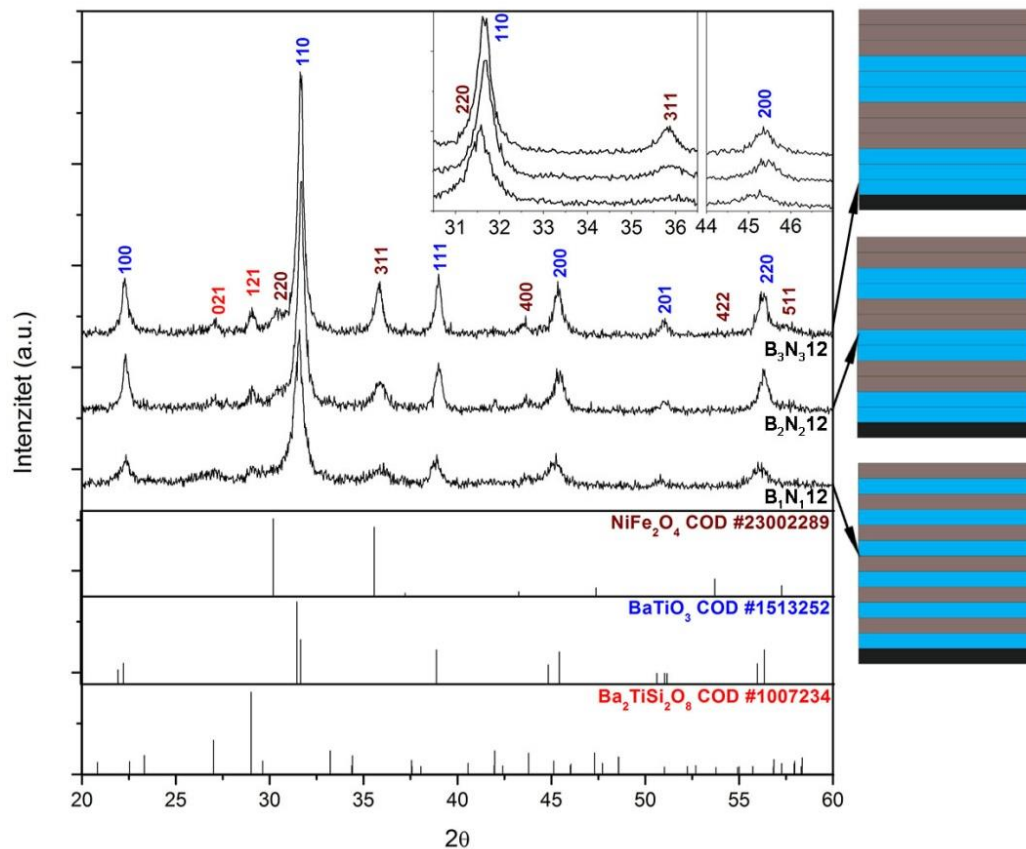 110
110
220
311
200
31 32 33 34 35 36 44 45 46
100
021
121
220
311
111
400
200
201
422
220
511
B₃N₃12
B₂N₂12
B₁N₁12
Intenzitet (a.u.)
NiFe₂O₄ COD #23002289
BaTiO₃ COD #1513252
Ba₂TiSi₂O₈ COD #1007234
20 25 30 35 40 45 50 55 60
2θ